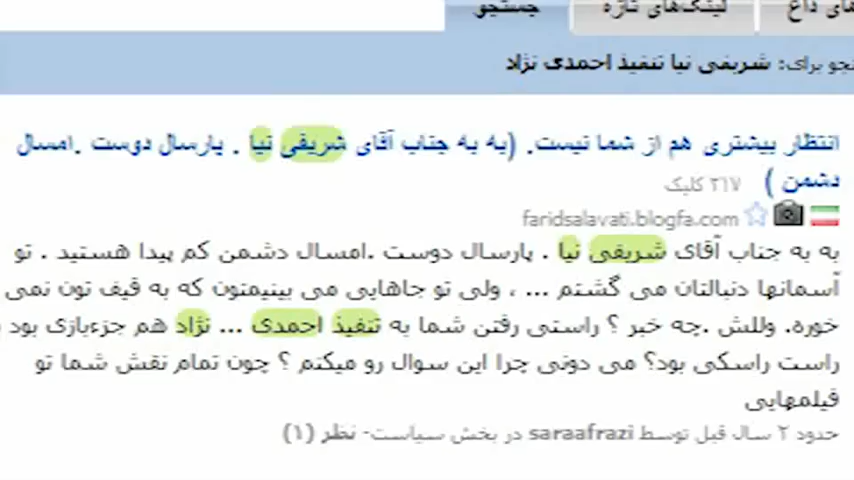 جستجو لینک‌های تازه های داغ
جو برای: شریفی نیا تنفیذ احمدی نژاد
انتظار بیشتری هم از شما نیست. (به به جناب آقای شریفی نیا . پارسال دوست .امسال
دشمن ) ۲۱۷ کلیک
faridsalavati.blogfa.com
به به جناب آقای شریفی نیا . پارسال دوست .امسال دشمن کم پیدا هستید . تو
آسمانها دنبالتان می گشتم ... ، ولی تو جاهایی می بینیمتون که به قیف تون نمی
خوره. وللش .چه خبر ؟ راستی رفتن شما به تنفیذ احمدی ... نژاد هم جزءبازی بود
راست راسکی بود؟ می دونی چرا این سوال رو میکنم ؟ چون تمام نقش شما تو
فیلمهایی
حدود ۲ سال قبل توسط saraafrazi در بخش سیاست- نظر (۱)